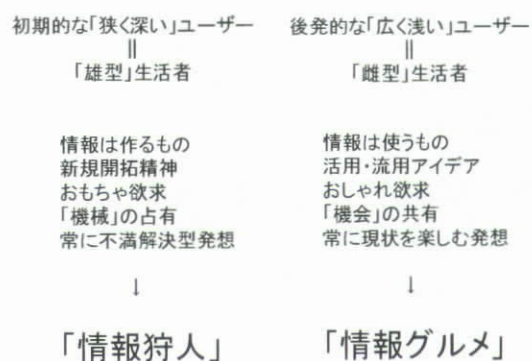 初期的な「狭く深い」ユーザー
||
「雄型」生活者
情報は作るもの
新規開拓精神
おもちゃ欲求
「機械」の占有
常に不満解決型発想
↓
「情報狩人」
後発的な「広く浅い」ユーザー
||
「雌型」生活者
情報は使うもの
活用・流用アイデア
おしゃれ欲求
「機会」の共有
常に現状を楽しむ発想
↓
「情報グルメ」